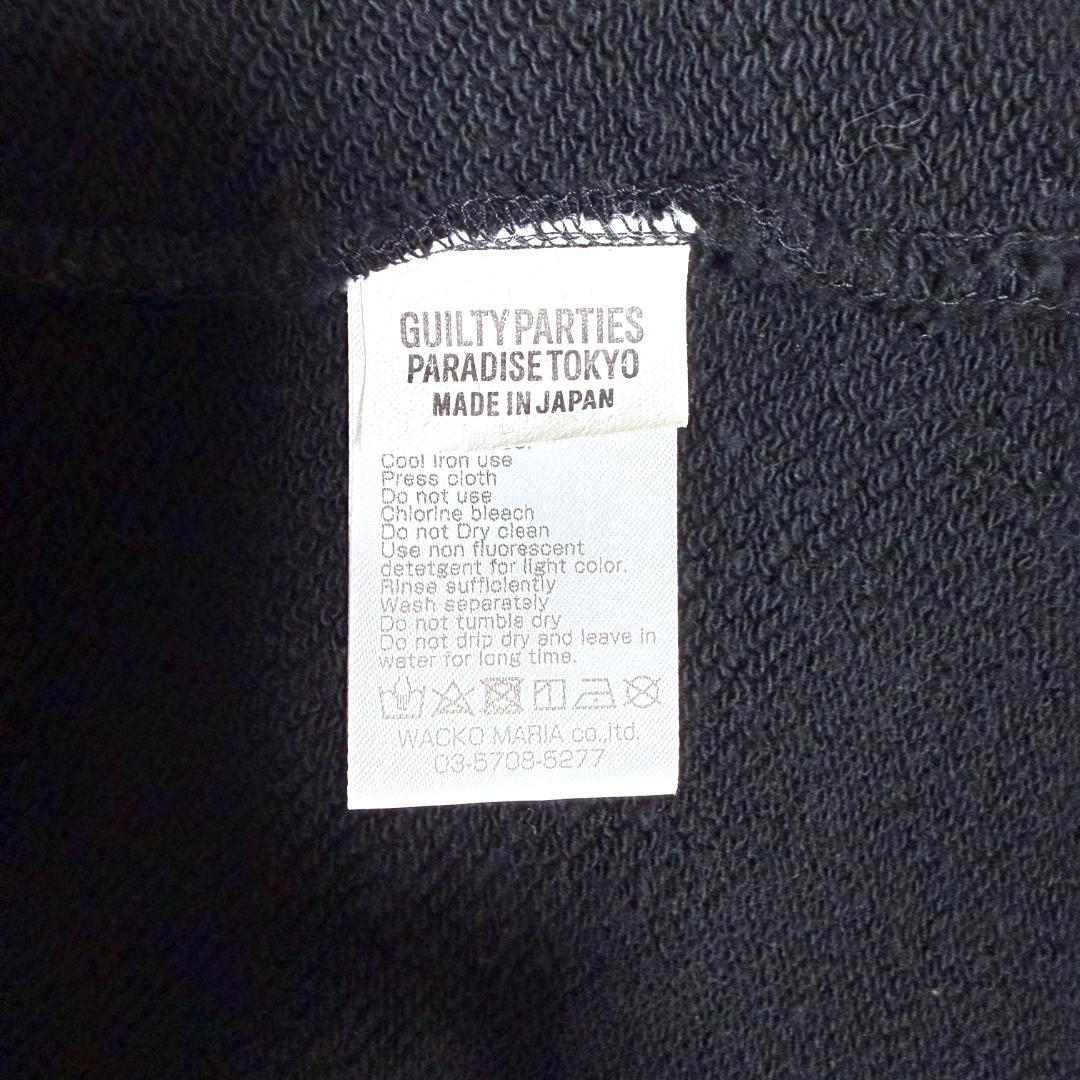 GUILTY PARTIES
PARADISE TOKYO
MADE IN JAPAN
Cool Iron use
Press cloth
Do not use
Chlorine bleach
Do not Dry clean
Use non fluorescent
detetgent for light color.
Rinse sufficiently
Wash separately
Do not tumble dry
Do not drip dry and leave in
water for long time.
WACKO MARIA co.,ltd.
03-5708-5277